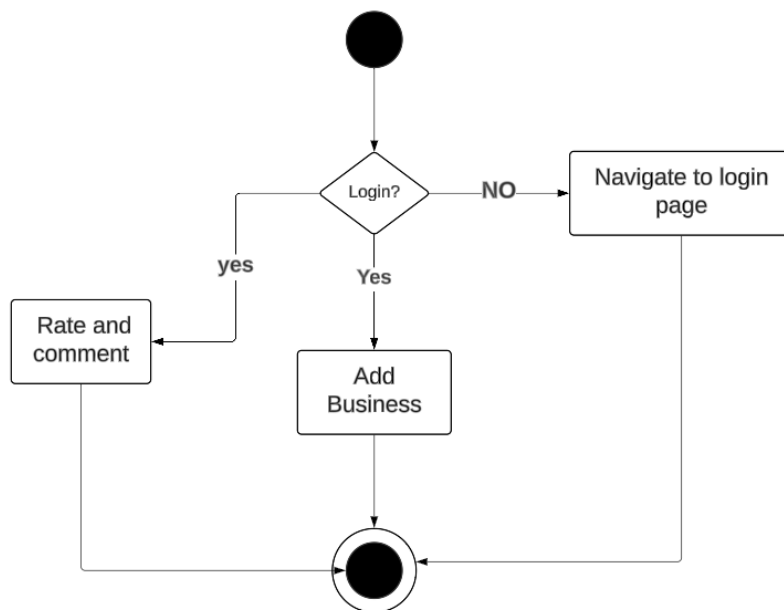 Login?
NO
Navigate to login
page
yes
Yes
Rate and
comment
Add
Business